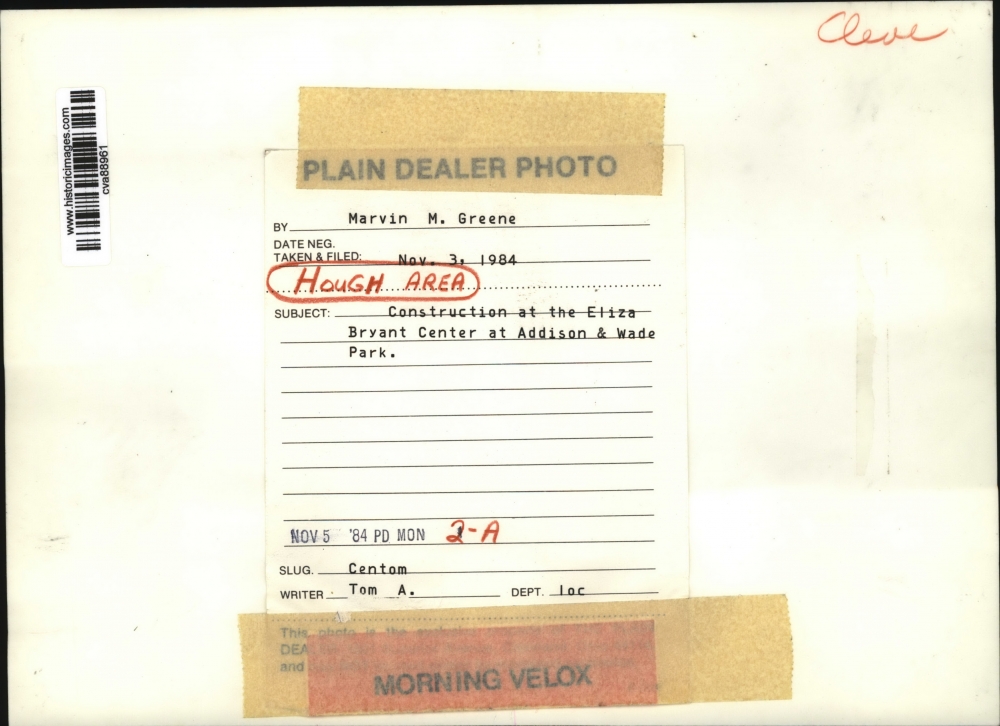 Cleve
www.historicimages.com
cva88961
PLAIN DEALER PHOTO
BY Marvin M. Greene
DATE NEG.
TAKEN & FILED: Nov. 3, 1984
HOUGH AREA
SUBJECT: Construction at the Eliza
Bryant Center at Addison & Wade
Park.
NOV 5 '84 PD MON 2-A
SLUG. Centom
WRITER Tom A. DEPT. loc
This photo is the
DEA
and
MORNING VELOX